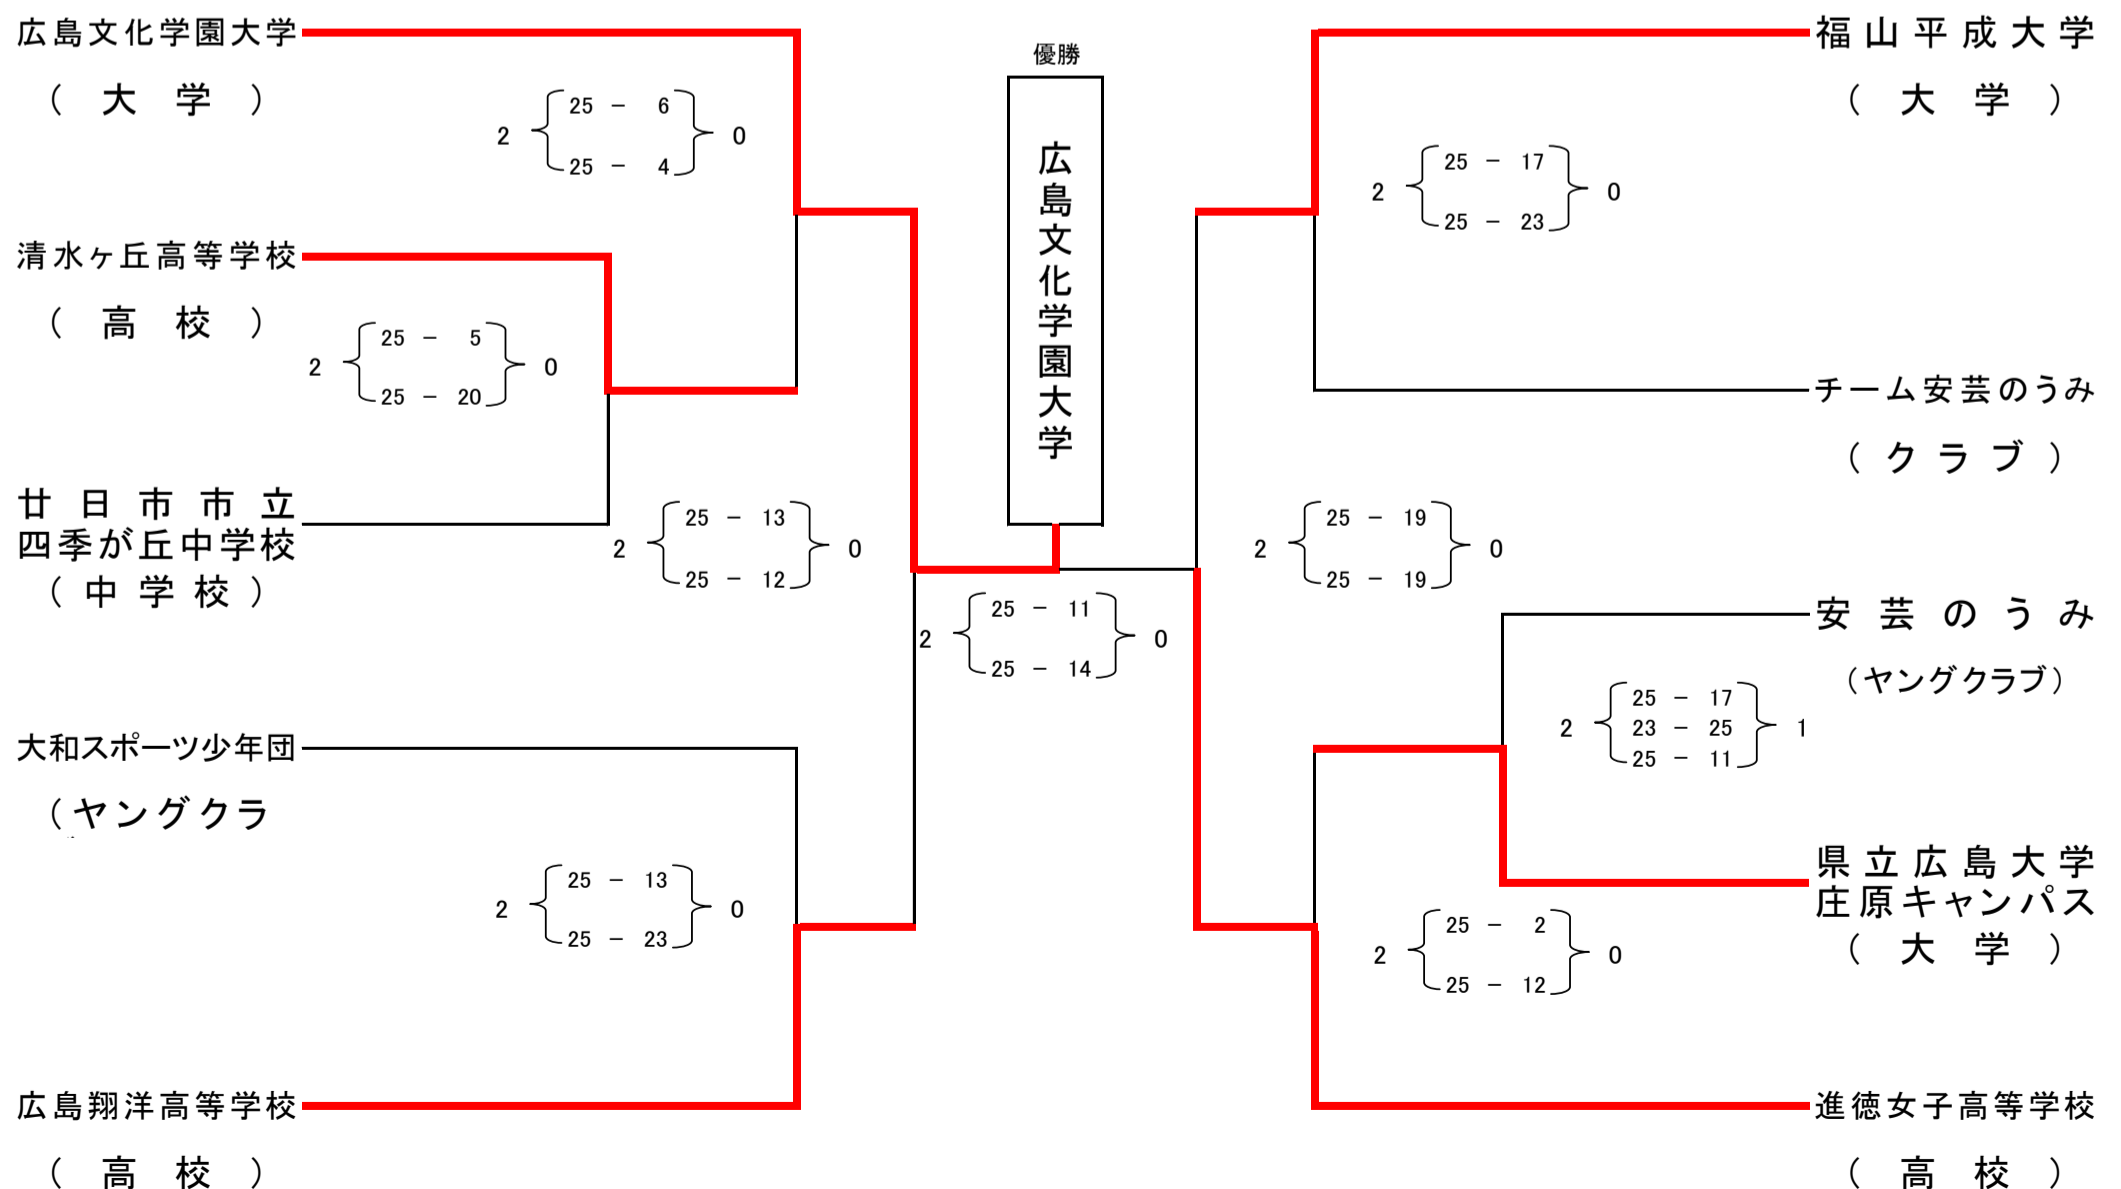 広島文化学園大学
（大学）
2 25 － 6 0
25 － 4
清水ヶ丘高等学校
（高校）
2 25 － 5 0
25 － 20
廿日市市立
四季が丘中学校
（中学校）
2 25 － 13 0
25 － 12
大和スポーツ少年団
（ヤングクラ
2 25 － 13 0
25 － 23
広島翔洋高等学校
（高校）
優勝
広島文化学園大学
2 25 － 11 0
25 － 14
福山平成大学
（大学）
2 25 － 17 0
25 － 23
チーム安芸のうみ
（クラブ）
2 25 － 19 0
25 － 19
安芸のうみ
（ヤングクラブ）
25 － 17
2 23 － 25 1
25 － 11
県立広島大学
庄原キャンパス
（大学）
2 25 － 2 0
25 － 12
進徳女子高等学校
（高校）